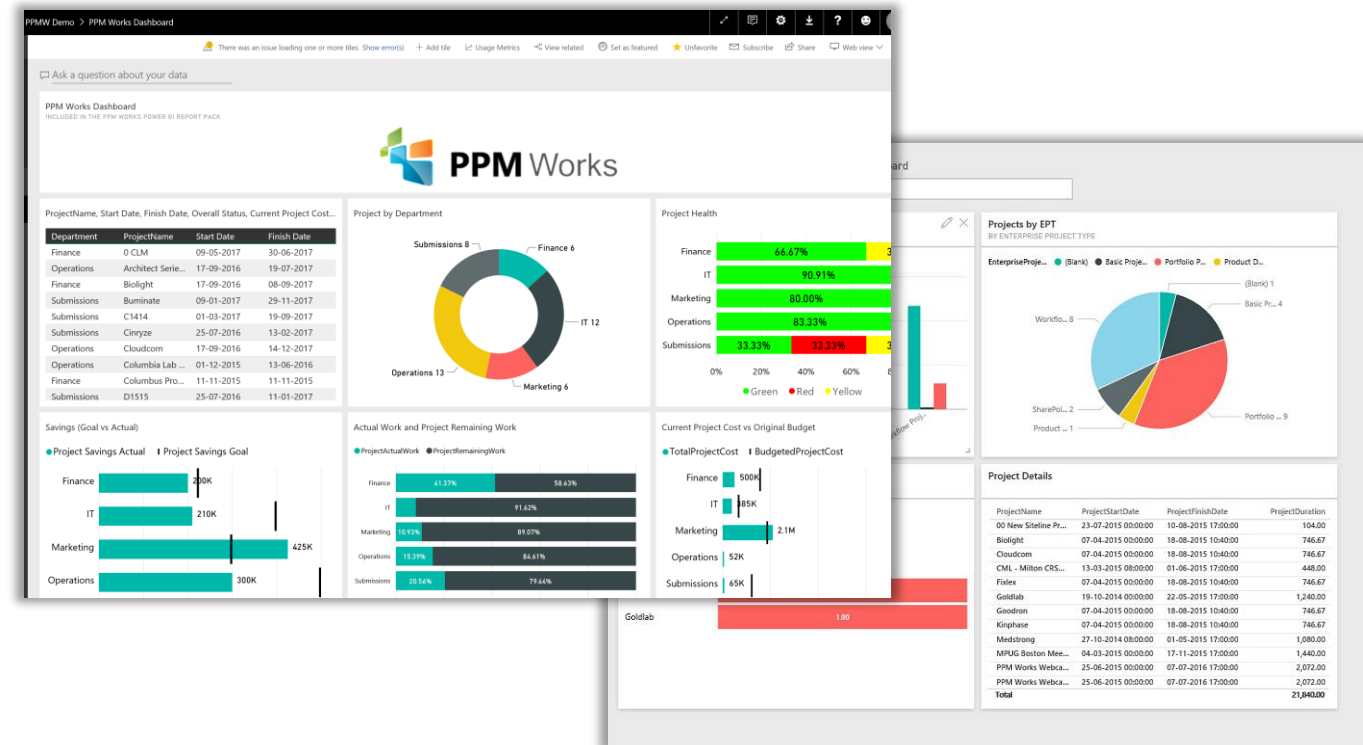 PPMW Demo > PPM Works Dashboard
There was an issue loading one or more tiles. Show error(s) + Add tile Usage Metrics View related Set as featured Unfavorite Subscribe Share Web view
Ask a question about your data
PPM Works Dashboard
INCLUDED IN THE PPM WORKS POWER BI REPORT PACK
PPM Works
ProjectName, Start Date, Finish Date, Overall Status, Current Project Cost...
Department ProjectName Start Date Finish Date
Finance 0 CLM 09-05-2017 30-06-2017
Operations Architect Serie... 17-09-2016 19-07-2017
Finance Biolight 17-09-2016 08-09-2017
Submissions Buminate 09-01-2017 29-11-2017
Submissions C1414 01-03-2017 19-09-2017
Submissions Cinryze 25-07-2016 13-02-2017
Operations Cloudcom 17-09-2016 14-12-2017
Operations Columbia Lab ... 01-12-2015 13-06-2016
Finance Columbus Pro... 11-11-2015 11-11-2015
Submissions D1515 25-07-2016 11-01-2017
Project by Department
Submissions 8
Finance 6
IT 12
Operations 13
Marketing 6
Project Health
Finance 66.67% 3
IT 90.91%
Marketing 80.00%
Operations 83.33%
Submissions 33.33% 33.33% 3
0% 20% 40% 60% 8
Green Red Yellow
Savings (Goal vs Actual)
Project Savings Actual Project Savings Goal
Finance 200K
IT 210K
Marketing 425K
Operations 300K
Actual Work and Project Remaining Work
ProjectActualWork ProjectRemainingWork
Finance 41.37% 58.63%
IT 91.62%
Marketing 10.93% 89.07%
Operations 15.39% 84.61%
Submissions 20.56% 79.44%
Current Project Cost vs Original Budget
TotalProjectCost BudgetedProjectCost
Finance 500K
IT 385K
Marketing 2.1M
Operations 52K
Submissions 65K
ard
Projects by EPT
BY ENTERPRISE PROJECT TYPE
EnterpriseProje... (Blank) Basic Proje... Portfolio P... Product D...
(Blank) 1
Basic Pr... 4
Workflo... 8
SharePoi... 2
Product ... 1
Portfolio ... 9
kflow Proj...
Goldlab 1.80
Project Details
ProjectName ProjectStartDate ProjectFinishDate ProjectDuration
00 New Siteline Pr... 23-07-2015 00:00:00 10-08-2015 17:00:00 104.00
Biolight 07-04-2015 00:00:00 18-08-2015 10:40:00 746.67
Cloudcom 07-04-2015 00:00:00 18-08-2015 10:40:00 746.67
CML - Milton CRS... 13-03-2015 08:00:00 01-06-2015 17:00:00 448.00
Fixlex 07-04-2015 00:00:00 18-08-2015 10:40:00 746.67
Goldlab 19-10-2014 00:00:00 22-05-2015 17:00:00 1,240.00
Goodron 07-04-2015 00:00:00 18-08-2015 10:40:00 746.67
Kinphase 07-04-2015 00:00:00 18-08-2015 10:40:00 746.67
Medstrong 27-10-2014 08:00:00 01-05-2015 17:00:00 1,080.00
MPUG Boston Mee... 04-03-2015 00:00:00 17-11-2015 17:00:00 1,440.00
PPM Works Webca... 25-06-2015 00:00:00 07-07-2016 17:00:00 2,072.00
PPM Works Webca... 25-06-2015 00:00:00 07-07-2016 17:00:00 2,072.00
Total 21,840.00